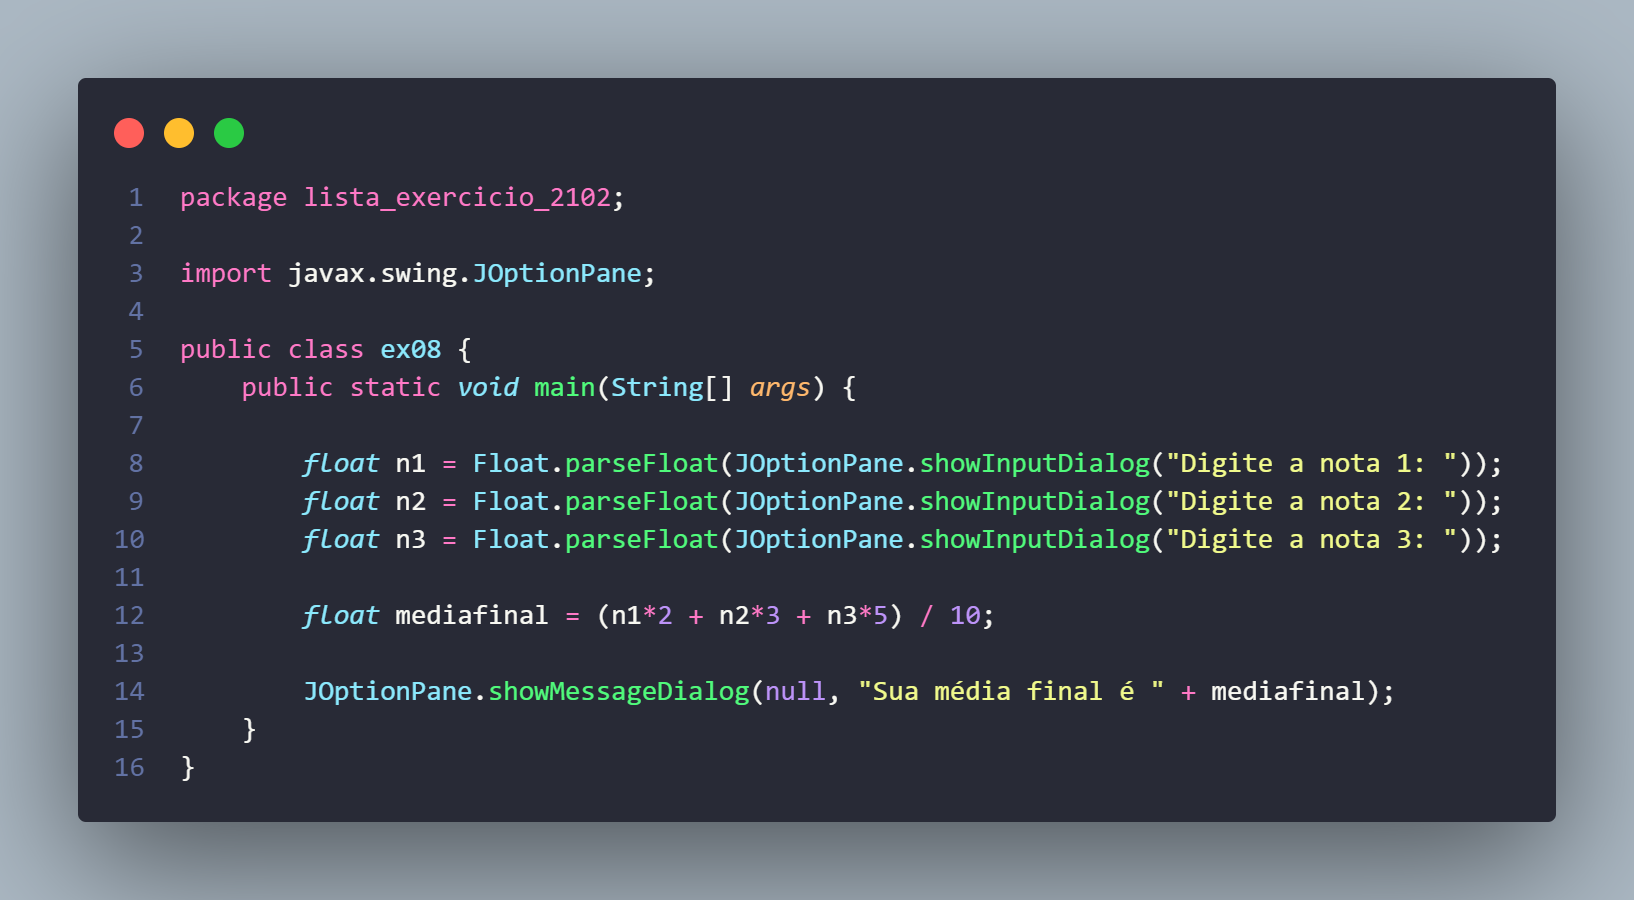 1 package lista_exercicio_2102;
2
3 import javax.swing.JOptionPane;
4
5 public class ex08 {
6     public static void main(String[] args) {
7
8         float n1 = Float.parseFloat(JOptionPane.showInputDialog("Digite a nota 1: "));
9         float n2 = Float.parseFloat(JOptionPane.showInputDialog("Digite a nota 2: "));
10         float n3 = Float.parseFloat(JOptionPane.showInputDialog("Digite a nota 3: "));
11
12         float mediafinal = (n1*2 + n2*3 + n3*5) / 10;
13
14         JOptionPane.showMessageDialog(null, "Sua média final é " + mediafinal);
15     }
16 }